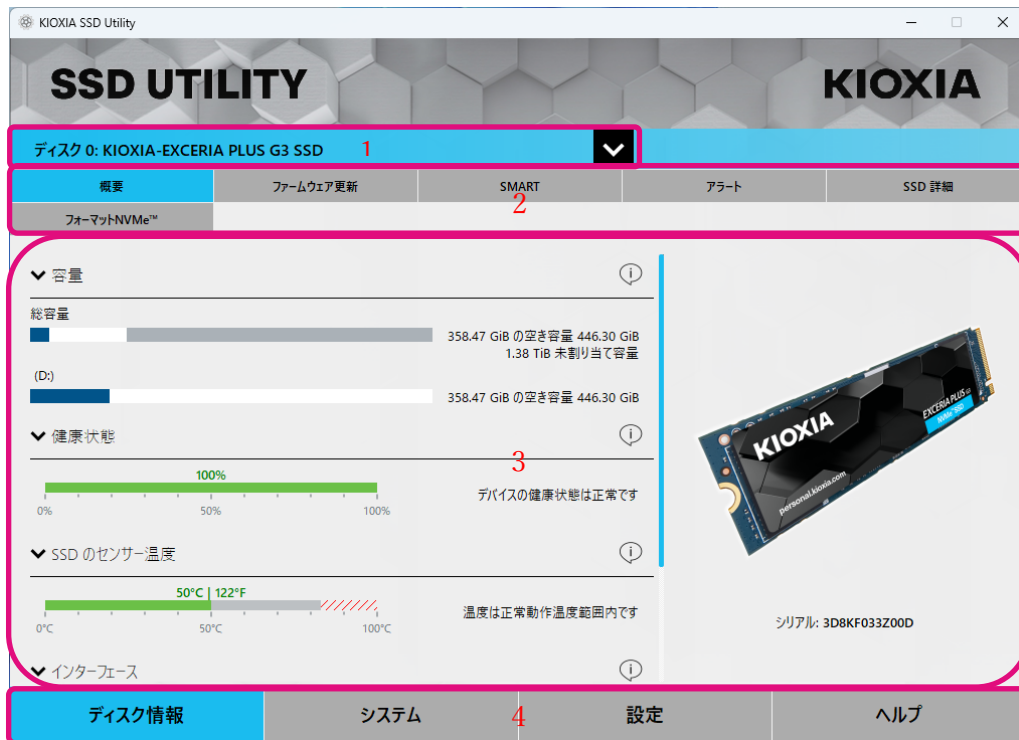 KIOXIA SSD Utility
SSD UTILITY
KIOXIA
ディスク 0: KIOXIA-EXCERIA PLUS G3 SSD
1
概要
ファームウェア更新
SMART
アラート
SSD 詳細
フォーマットNVMe™
2
容量
総容量
358.47 GiB の空き容量 446.30 GiB
1.38 TiB 未割り当て容量
(D:)
358.47 GiB の空き容量 446.30 GiB
健康状態
3
100%
0%
50%
100%
デバイスの健康状態は正常です
SSD のセンサー温度
50°C | 122°F
0°C
50°C
100°C
温度は正常動作温度範囲内です
インターフェース
KIOXIA
EXCERIA PLUS G3
NVMe™ SSD
personal.kioxia.com
シリアル: 3D8KF033Z00D
ディスク情報
システム
4
設定
ヘルプ